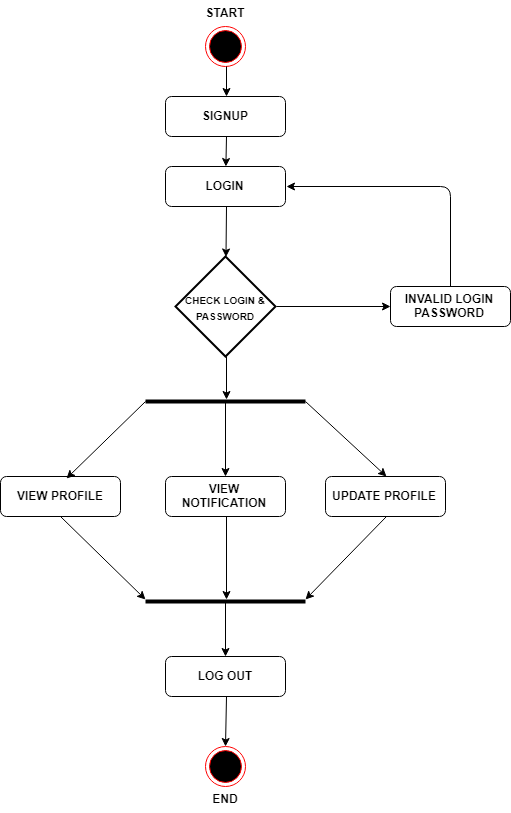 START
SIGNUP
LOGIN
CHECK LOGIN &
PASSWORD
INVALID LOGIN
PASSWORD
VIEW PROFILE
VIEW
NOTIFICATION
UPDATE PROFILE
LOG OUT
END